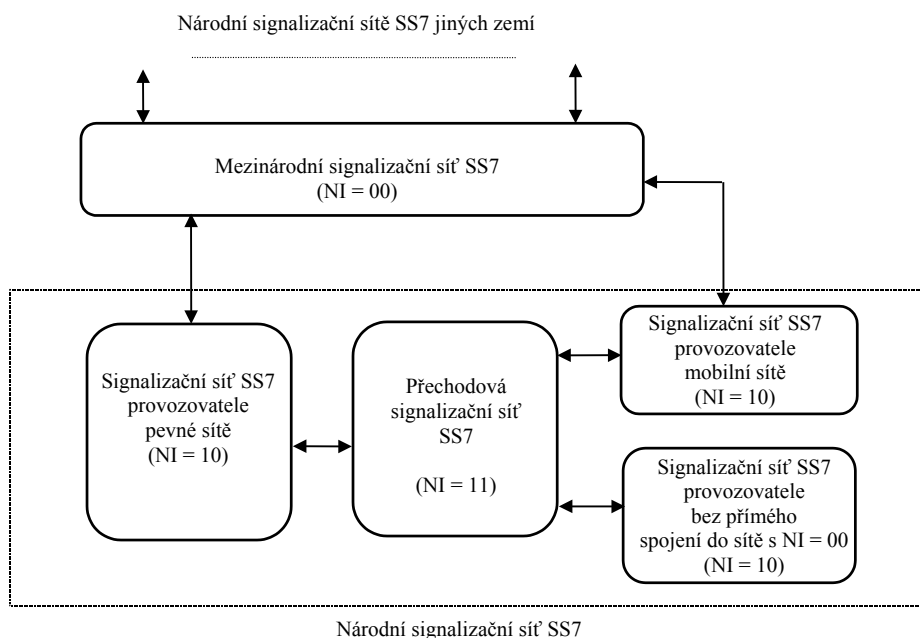 Národní signalizační sítě SS7 jiných zemí
Mezinárodní signalizační síť SS7
(NI = 00)
Signalizační síť SS7
provozovatele
pevné sítě
(NI = 10)
Přechodová
signalizační síť
SS7
(NI = 11)
Signalizační síť SS7
provozovatele
mobilní sítě
(NI = 10)
Signalizační síť SS7
provozovatele
bez přímého
spojení do sítě s NI = 00
(NI = 10)
Národní signalizační síť SS7